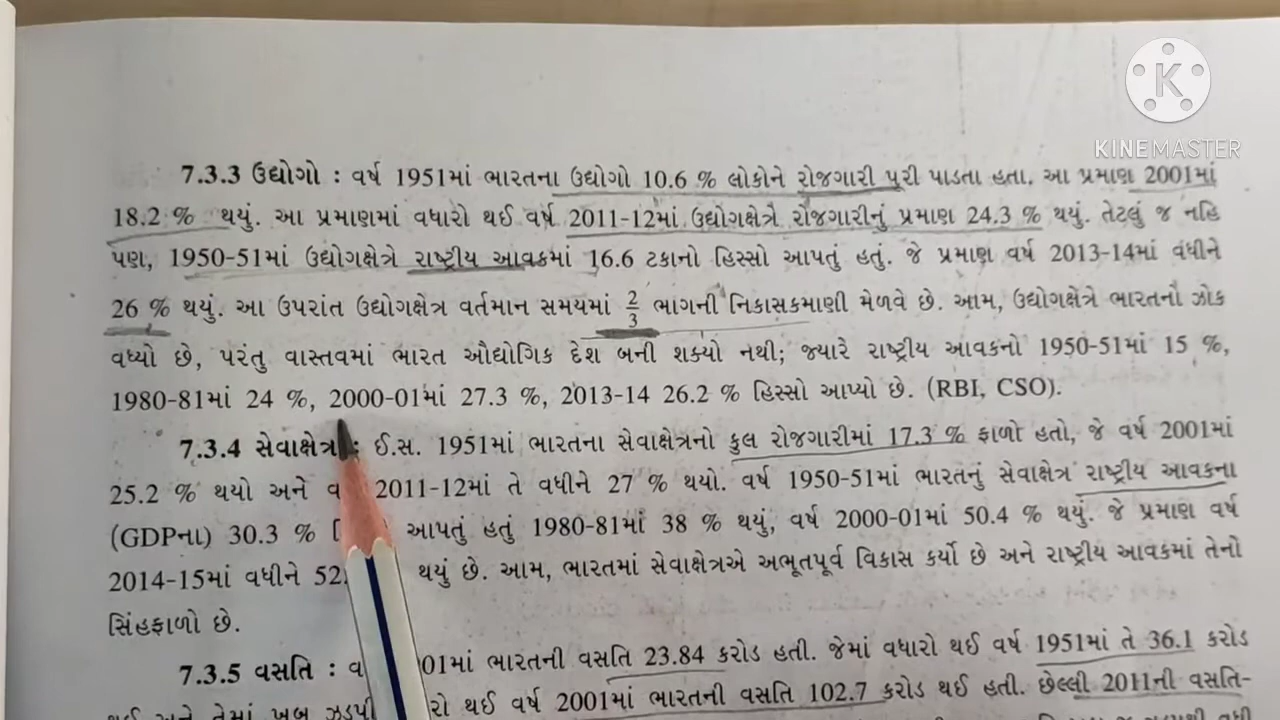 K
KINEMASTER
7.3.3 ઉદ્યોગો : વર્ષ 1951માં ભારતના ઉદ્યોગો 10.6 % લોકોને રોજગારી પૂરી પાડતા હતા. આ પ્રમાણ 2001માં
18.2 % થયું. આ પ્રમાણમાં વધારો થઈ વર્ષ 2011-12માં ઉદ્યોગક્ષેત્રે રોજગારીનું પ્રમાણ 24.3 % થયું. તેટલું જ નહિ
પણ, 1950-51માં ઉદ્યોગક્ષેત્રે રાષ્ટ્રીય આવકમાં 16.6 ટકાનો હિસ્સો આપતું હતું. જે પ્રમાણ વર્ષ 2013-14માં વધીને
26 % થયું. આ ઉપરાંત ઉદ્યોગક્ષેત્ર વર્તમાન સમયમાં 2/3 ભાગની નિકાસકમાણી મેળવે છે. આમ, ઉદ્યોગક્ષેત્રે ભારતનો ઝોક
વધ્યો છે, પરંતુ વાસ્તવમાં ભારત ઔદ્યોગિક દેશ બની શક્યો નથી; જ્યારે રાષ્ટ્રીય આવકનો 1950-51માં 15 %,
1980-81માં 24 %, 2000-01માં 27.3 %, 2013-14 26.2 % હિસ્સો આપ્યો છે. (RBI, CSO).
7.3.4 સેવાક્ષેત્ર : ઈ.સ. 1951માં ભારતના સેવાક્ષેત્રનો કુલ રોજગારીમાં 17.3 % ફાળો હતો, જે વર્ષ 2001માં
25.2 % થયો અને 2011-12માં તે વધીને 27 % થયો. વર્ષ 1950-51માં ભારતનું સેવાક્ષેત્ર રાષ્ટ્રીય આવકના
(GDPના) 30.3 % આપતું હતું 1980-81માં 38 % થયું, વર્ષ 2000-01માં 50.4 % થયું. જે પ્રમાણ વર્ષ
2014-15માં વધીને થયું છે. આમ, ભારતમાં સેવાક્ષેત્રએ અભૂતપૂર્વ વિકાસ કર્યો છે અને રાષ્ટ્રીય આવકમાં તેનો
સિંહફાળો છે.
7.3.5 વસતિ : ભારતની વસતિ 23.84 કરોડ હતી. જેમાં વધારો થઈ વર્ષ 1951માં તે 36.1 કરોડ
થઈ અને તેમાં ખૂબ ઝડપી થઈ વર્ષ 2001માં ભારતની વસતિ 102.7 કરોડ થઈ હતી. છેલ્લી 2011ની વસતિ-